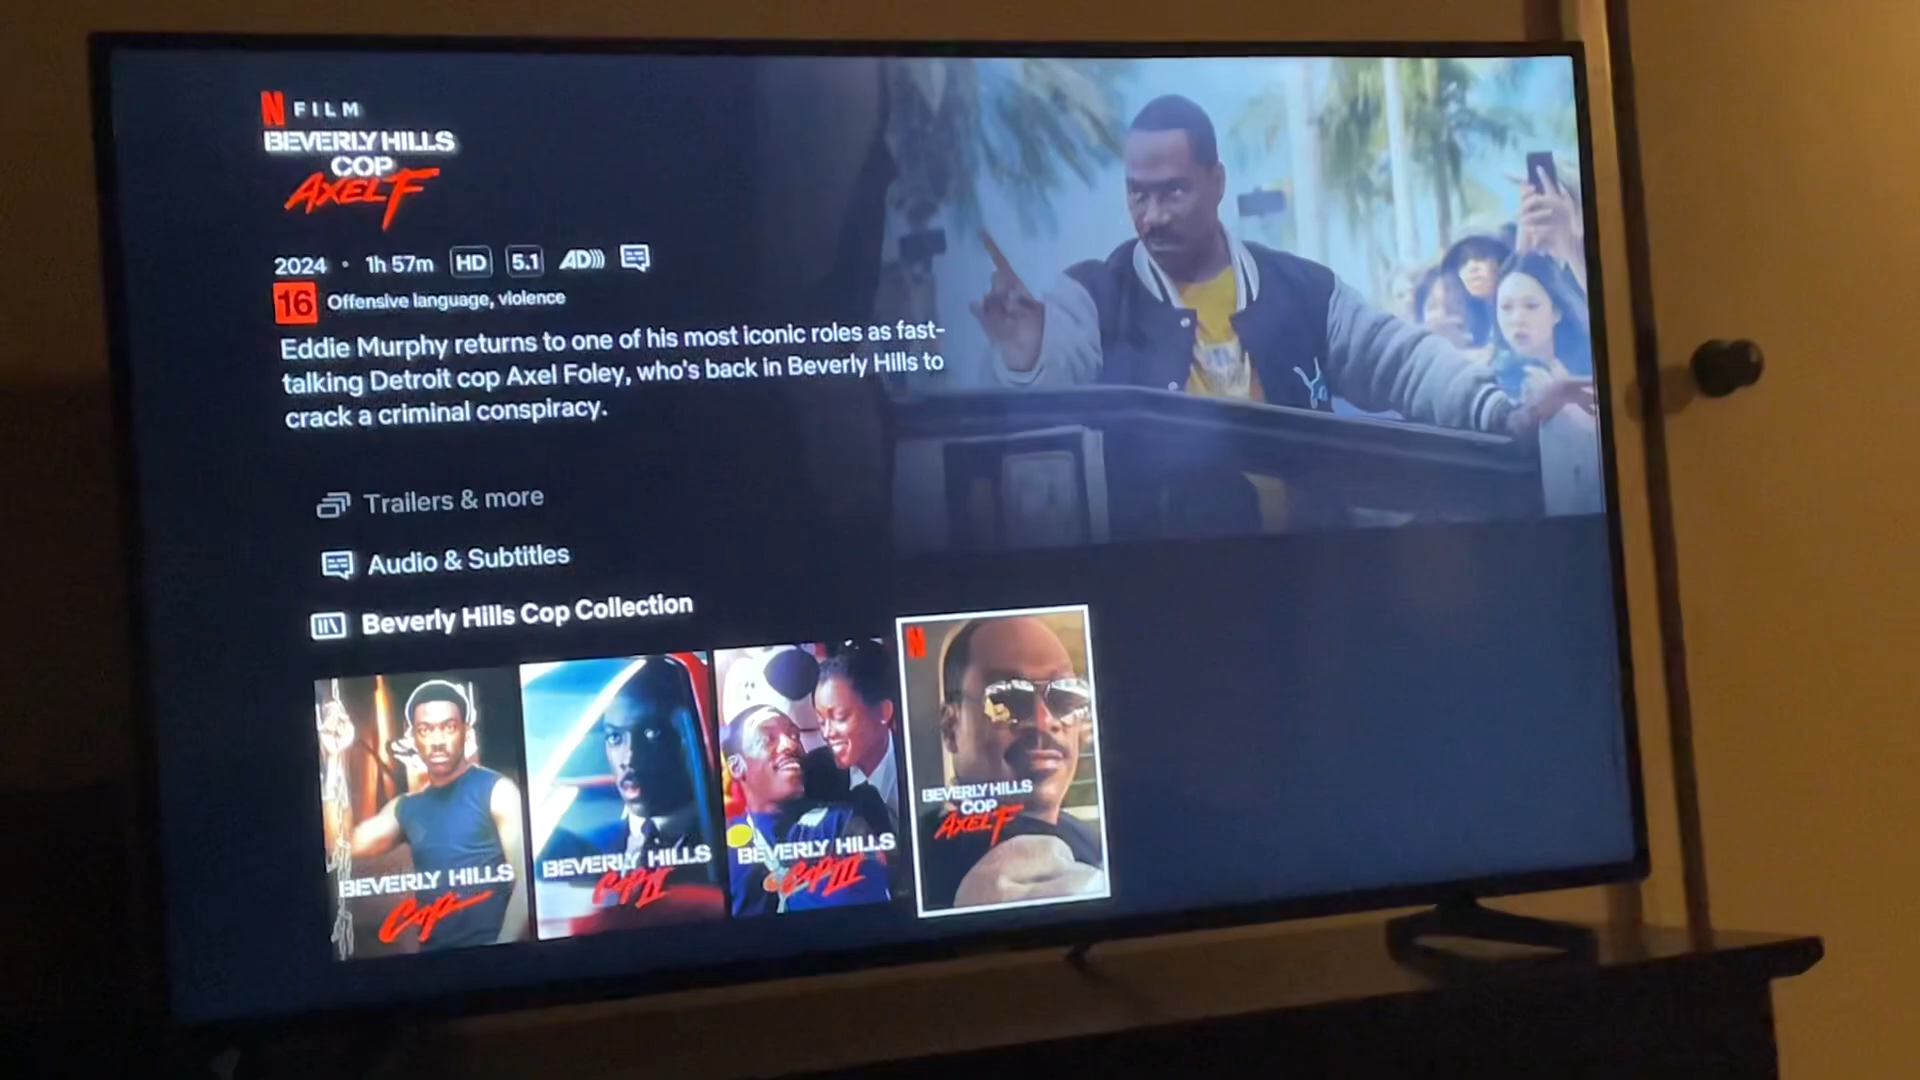 N FILM
BEVERLY HILLS
COP
AXEL F
2024 • 1h 57m HD 5.1 AD)))
16 Offensive language, violence
Eddie Murphy returns to one of his most iconic roles as fast-
talking Detroit cop Axel Foley, who's back in Beverly Hills to
crack a criminal conspiracy.
Trailers & more
Audio & Subtitles
Beverly Hills Cop Collection
BEVERLY HILLS
Cop
BEVERLY HILLS
COP II
BEVERLY HILLS
COP III
N
BEVERLY HILLS
COP
AXEL F